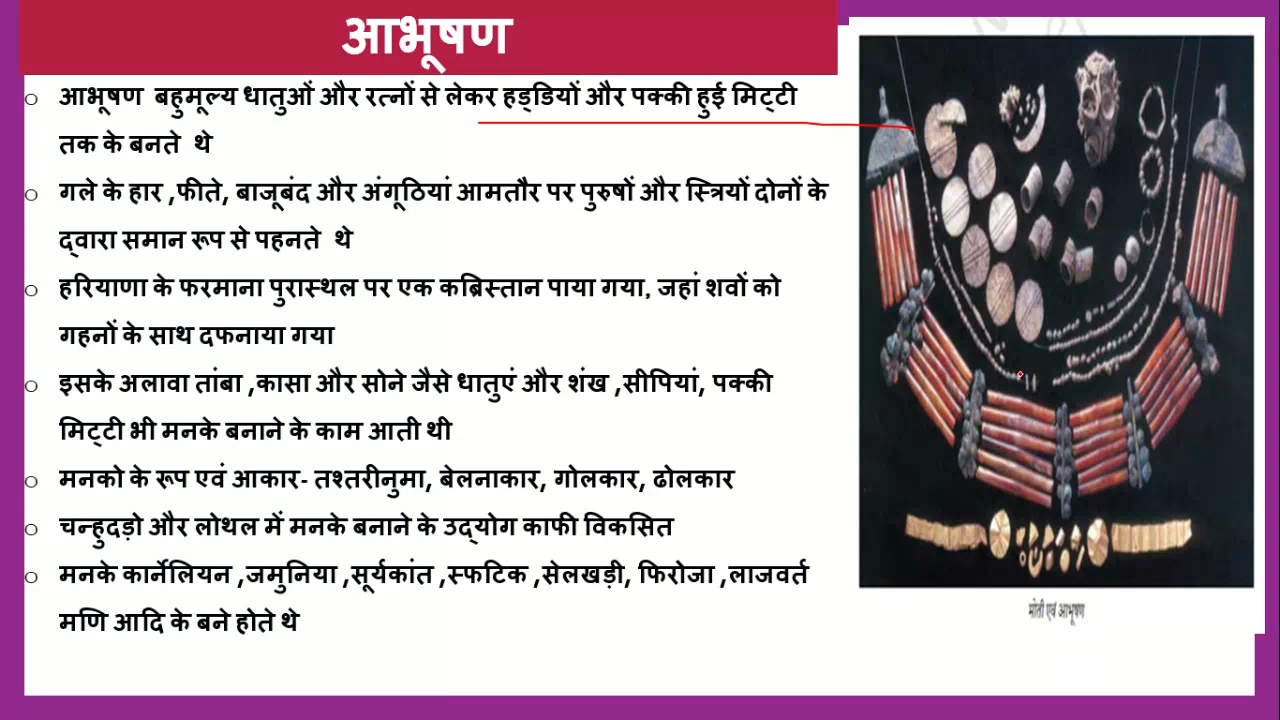 आभूषण
o आभूषण बहुमूल्य धातुओं और रत्नों से लेकर हड्डियों और पक्की हुई मिट्टी
तक के बनते थे
o गले के हार ,फीते, बाजूबंद और अंगूठियां आमतौर पर पुरुषों और स्त्रियों दोनों के
द्वारा समान रूप से पहनते थे
o हरियाणा के फरमाना पुरास्थल पर एक कब्रिस्तान पाया गया, जहां शवों को
गहनों के साथ दफनाया गया
o इसके अलावा तांबा ,कासा और सोने जैसे धातुएं और शंख ,सीपियां, पक्की
मिट्टी भी मनके बनाने के काम आती थी
o मनको के रूप एवं आकार- तश्तरीनुमा, बेलनाकार, गोलकार, ढोलकार
o चन्हुदड़ो और लोथल में मनके बनाने के उद्योग काफी विकसित
o मनके कार्नेलियन ,जमुनिया ,सूर्यकांत ,स्फटिक ,सेलखड़ी, फिरोजा ,लाजवर्त
मणि आदि के बने होते थे
मोती एवं आभूषण